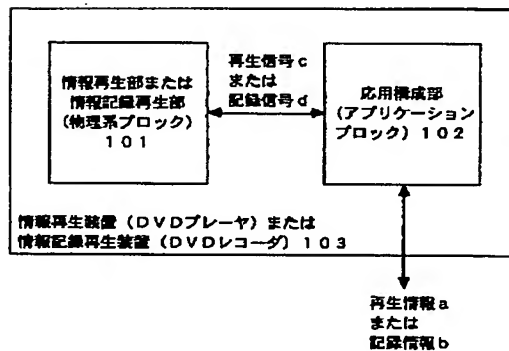 情報再生部または
情報記録再生部
(物理系ブロック)
101
再生信号c
または
記録信号d
応用構成部
(アプリケーション
ブロック) 102
情報再生装置(DVDプレーヤ)または
情報記録再生装置(DVDレコーダ) 103
再生情報a
または
記録情報b